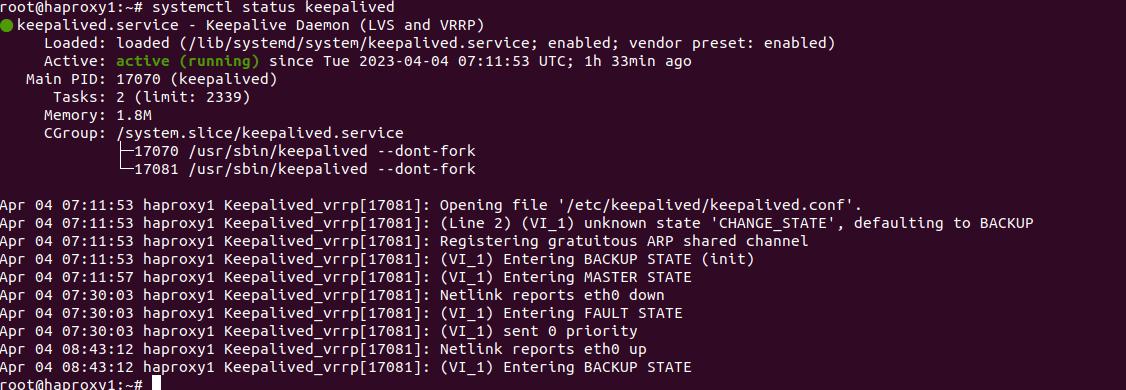 root@haproxy1:~# systemctl status keepalived
● keepalived.service - Keepalive Daemon (LVS and VRRP)
     Loaded: loaded (/lib/systemd/system/keepalived.service; enabled; vendor preset: enabled)
     Active: active (running) since Tue 2023-04-04 07:11:53 UTC; 1h 33min ago
   Main PID: 17070 (keepalived)
      Tasks: 2 (limit: 2339)
     Memory: 1.8M
     CGroup: /system.slice/keepalived.service
             ├─17070 /usr/sbin/keepalived --dont-fork
             └─17081 /usr/sbin/keepalived --dont-fork

Apr 04 07:11:53 haproxy1 Keepalived_vrrp[17081]: Opening file '/etc/keepalived/keepalived.conf'.
Apr 04 07:11:53 haproxy1 Keepalived_vrrp[17081]: (Line 2) (VI_1) unknown state 'CHANGE_STATE', defaulting to BACKUP
Apr 04 07:11:53 haproxy1 Keepalived_vrrp[17081]: Registering gratuitous ARP shared channel
Apr 04 07:11:53 haproxy1 Keepalived_vrrp[17081]: (VI_1) Entering BACKUP STATE (init)
Apr 04 07:11:57 haproxy1 Keepalived_vrrp[17081]: (VI_1) Entering MASTER STATE
Apr 04 07:30:03 haproxy1 Keepalived_vrrp[17081]: Netlink reports eth0 down
Apr 04 07:30:03 haproxy1 Keepalived_vrrp[17081]: (VI_1) Entering FAULT STATE
Apr 04 07:30:03 haproxy1 Keepalived_vrrp[17081]: (VI_1) sent 0 priority
Apr 04 08:43:12 haproxy1 Keepalived_vrrp[17081]: Netlink reports eth0 up
Apr 04 08:43:12 haproxy1 Keepalived_vrrp[17081]: (VI_1) Entering BACKUP STATE
root@haproxy1:~#